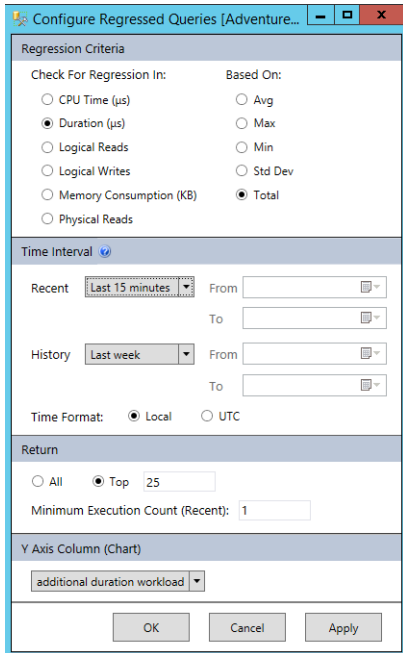 Configure Regressed Queries [Adventure...
Regression Criteria
Check For Regression In:
Based On:
CPU Time (µs)
Avg
Duration (µs)
Max
Logical Reads
Min
Logical Writes
Std Dev
Memory Consumption (KB)
Total
Physical Reads
Time Interval ?
Recent Last 15 minutes From
To
History Last week From
To
Time Format: Local UTC
Return
All Top 25
Minimum Execution Count (Recent): 1
Y Axis Column (Chart)
additional duration workload
OK Cancel Apply